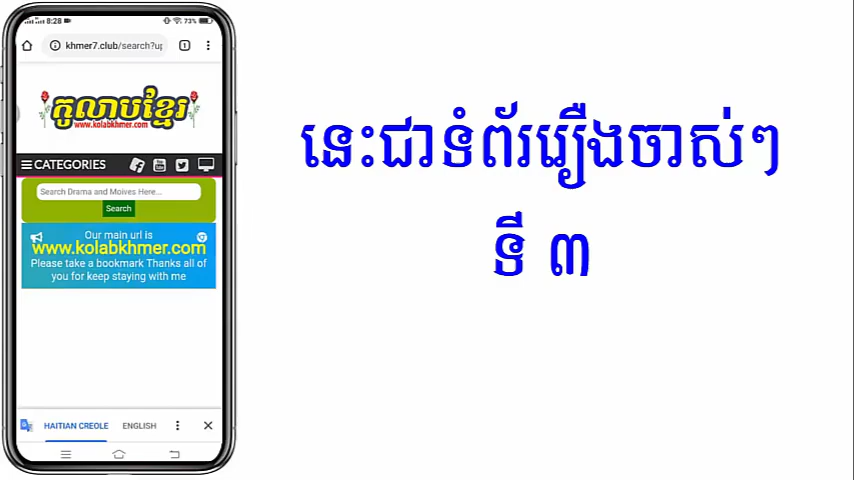 8:28
73%
khmer7.club/search?up
1
កូលាបខ្មែរ
www.kolabkhmer.com
CATEGORIES
Search Drama and Moives Here...
Search
Our main url is
www.kolabkhmer.com
Please take a bookmark Thanks all of
you for keep staying with me
HAITIAN CREOLE
ENGLISH
នេះជាទំព័ររឿងចាស់ៗ
ទី ៣